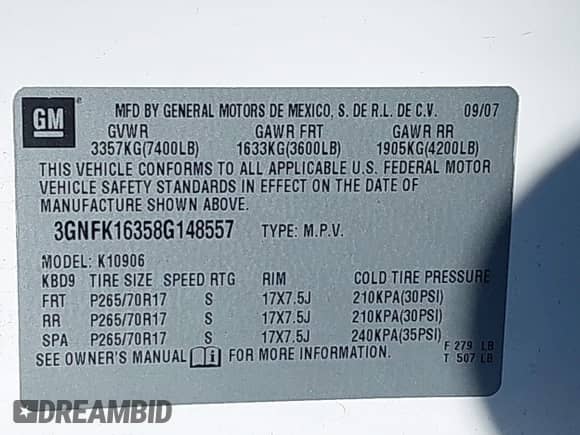 GM
MFD BY GENERAL MOTORS DE MEXICO, S. DE R.L. DE C.V. 09/07
GVWR GAWR FRT GAWR RR
3357KG(7400LB) 1633KG(3600LB) 1905KG(4200LB)
THIS VEHICLE CONFORMS TO ALL APPLICABLE U.S. FEDERAL MOTOR
VEHICLE SAFETY STANDARDS IN EFFECT ON THE DATE OF
MANUFACTURE SHOWN ABOVE.
3GNFK16358G148557 TYPE: M.P.V.
MODEL: K10906
KBD9 TIRE SIZE SPEED RTG RIM COLD TIRE PRESSURE
FRT P265/70R17 S 17X7.5J 210KPA(30PSI)
RR P265/70R17 S 17X7.5J 210KPA(30PSI)
SPA P265/70R17 S 17X7.5J 240KPA(35PSI)
SEE OWNER'S MANUAL FOR MORE INFORMATION.
F 279 LB
T 507 LB
DREAMBID